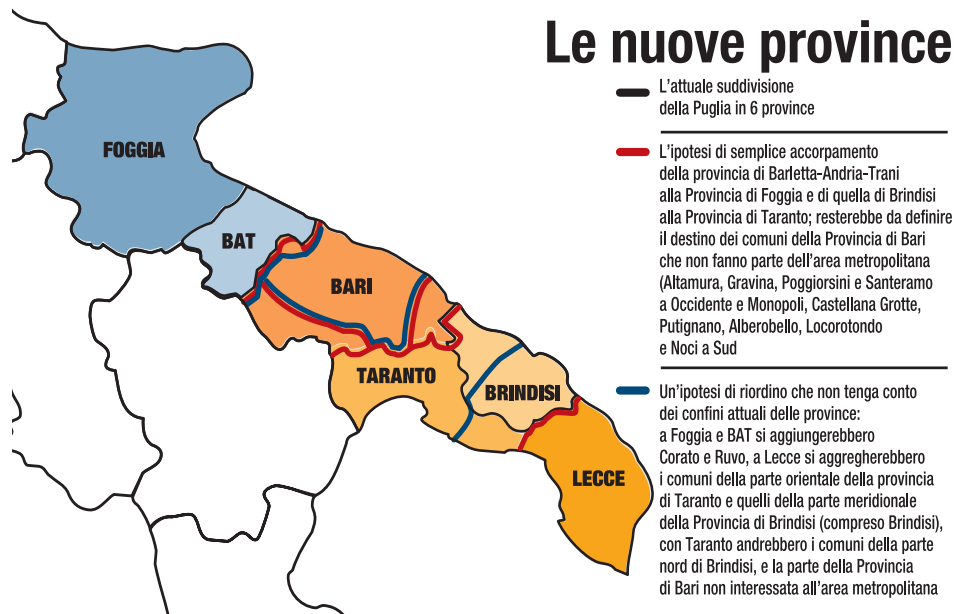 Le nuove province
L'attuale suddivisione
della Puglia in 6 province
L'ipotesi di semplice accorpamento
della provincia di Barletta-Andria-Trani
alla Provincia di Foggia e di quella di Brindisi
alla Provincia di Taranto; resterebbe da definire
il destino dei comuni della Provincia di Bari
che non fanno parte dell'area metropolitana
(Altamura, Gravina, Poggiorsini e Santeramo
a Occidente e Monopoli, Castellana Grotte,
Putignano, Alberobello, Locorotondo
e Noci a Sud
Un'ipotesi di riordino che non tenga conto
dei confini attuali delle province:
a Foggia e BAT si aggiungerebbero
Corato e Ruvo, a Lecce si aggregherebbero
i comuni della parte orientale della provincia
di Taranto e quelli della parte meridionale
della Provincia di Brindisi (compreso Brindisi),
con Taranto andrebbero i comuni della parte
nord di Brindisi, e la parte della Provincia
di Bari non interessata all'area metropolitana
FOGGIA
BAT
BARI
TARANTO
BRINDISI
LECCE